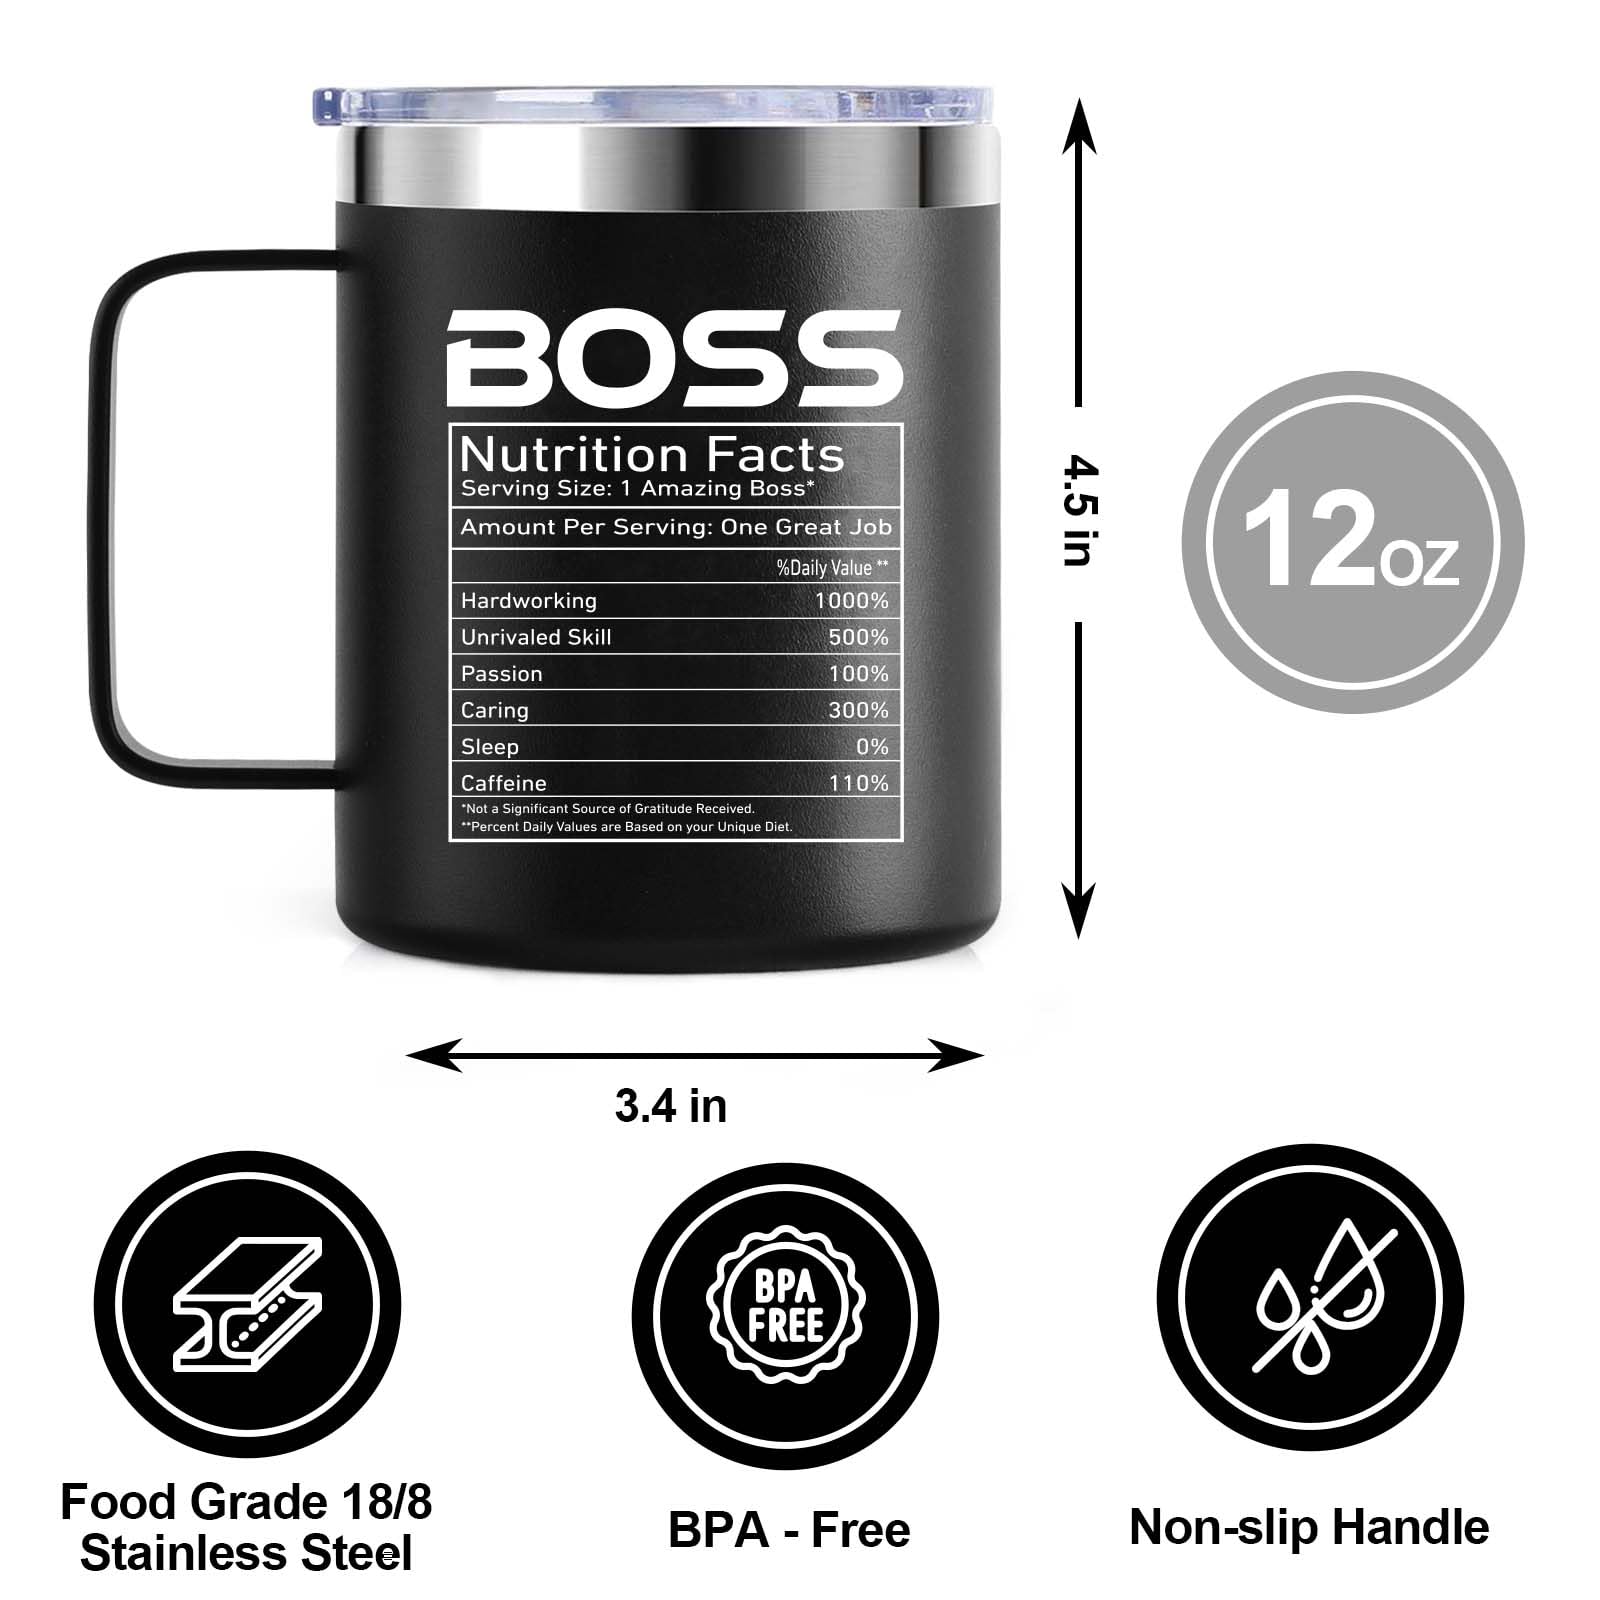 BOSS
Nutrition Facts
Serving Size: 1 Amazing Boss*
Amount Per Serving: One Great Job
%Daily Value **
Hardworking 1000%
Unrivaled Skill 500%
Passion 100%
Caring 300%
Sleep 0%
Caffeine 110%
*Not a Significant Source of Gratitude Received.
**Percent Daily Values are Based on your Unique Diet.
4.5 in
12oz
3.4 in
BPA
FREE
Food Grade 18/8
Stainless Steel
BPA - Free
Non-slip Handle